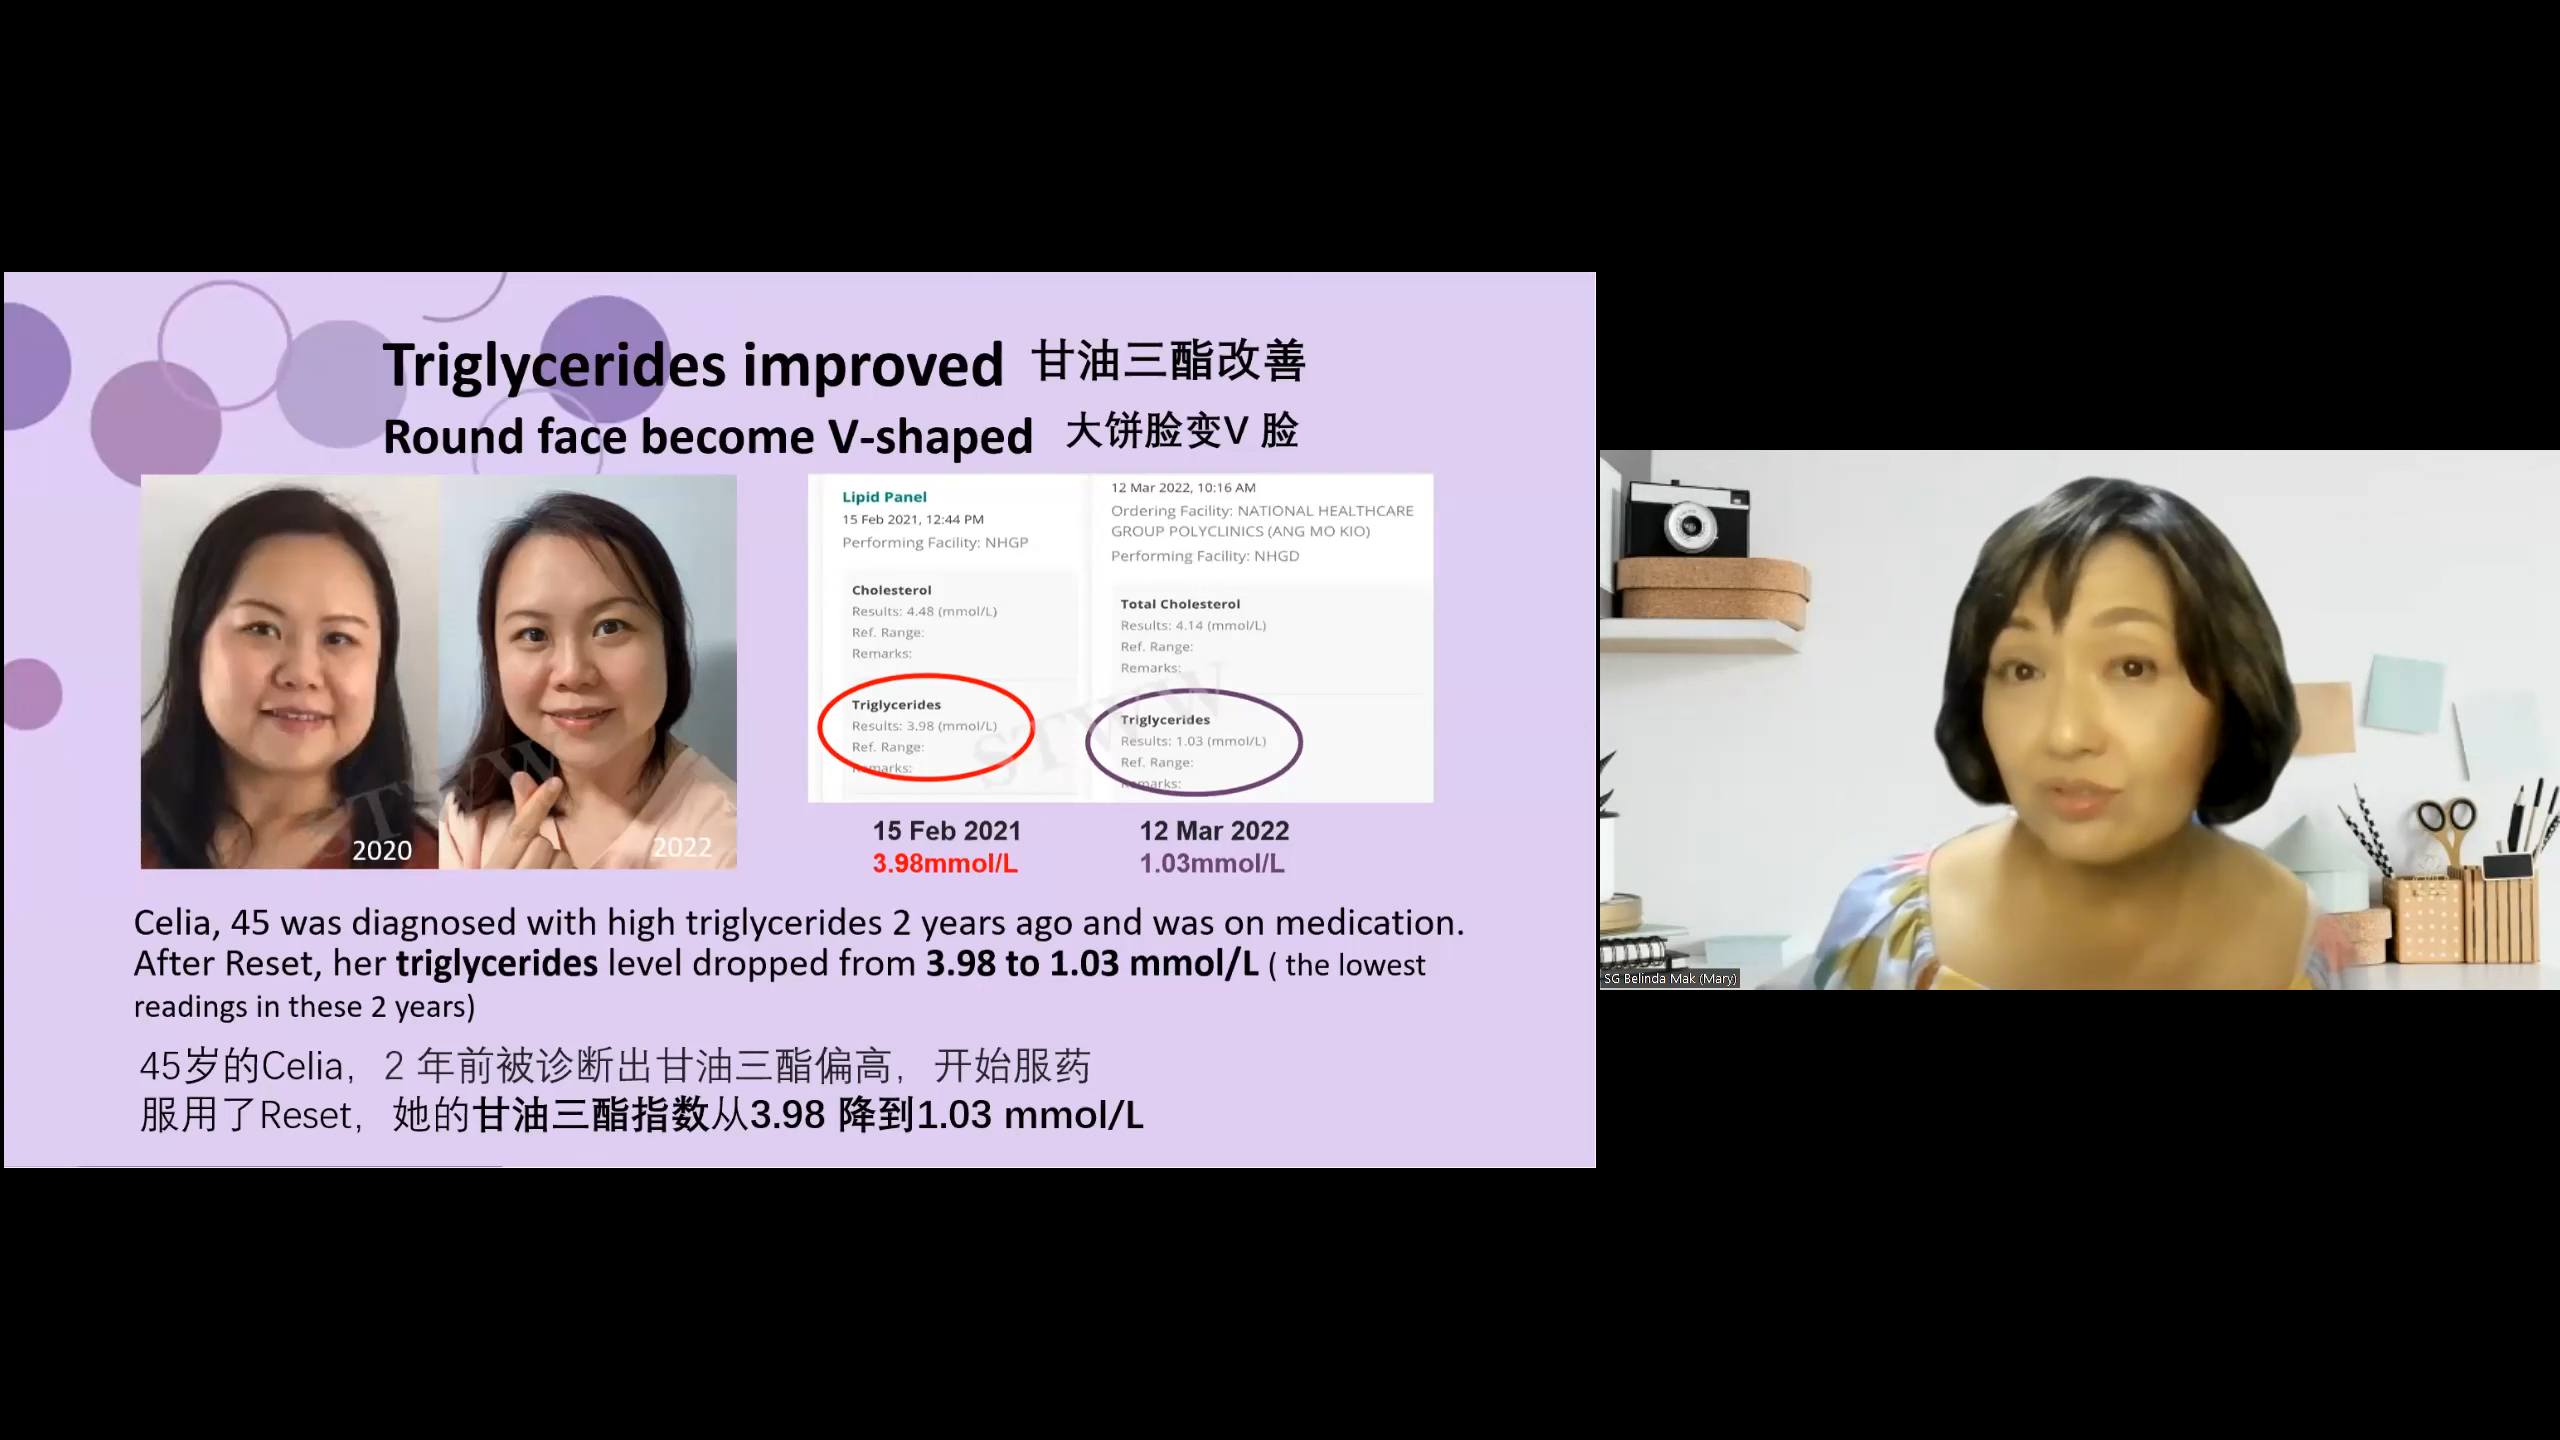 Triglycerides improved 甘油三酯改善
Round face become V-shaped 大饼脸变V 脸
2020
2022
STWW
Lipid Panel
15 Feb 2021, 12:44 PM
Performing Facility: NHGP
Cholesterol
Results: 4.48 (mmol/L)
Ref. Range:
Remarks:
Triglycerides
Results: 3.98 (mmol/L)
Ref. Range:
Remarks:
12 Mar 2022, 10:16 AM
Ordering Facility: NATIONAL HEALTHCARE
GROUP POLYCLINICS (ANG MO KIO)
Performing Facility: NHGD
Total Cholesterol
Results: 4.14 (mmol/L)
Ref. Range:
Remarks:
Triglycerides
Results: 1.03 (mmol/L)
Ref. Range:
Remarks:
STWW
15 Feb 2021
3.98mmol/L
12 Mar 2022
1.03mmol/L
Celia, 45 was diagnosed with high triglycerides 2 years ago and was on medication.
After Reset, her triglycerides level dropped from 3.98 to 1.03 mmol/L ( the lowest
readings in these 2 years)
45岁的Celia，2 年前被诊断出甘油三酯偏高，开始服药
服用了Reset，她的甘油三酯指数从3.98 降到1.03 mmol/L
SG Belinda Mak (Mary)